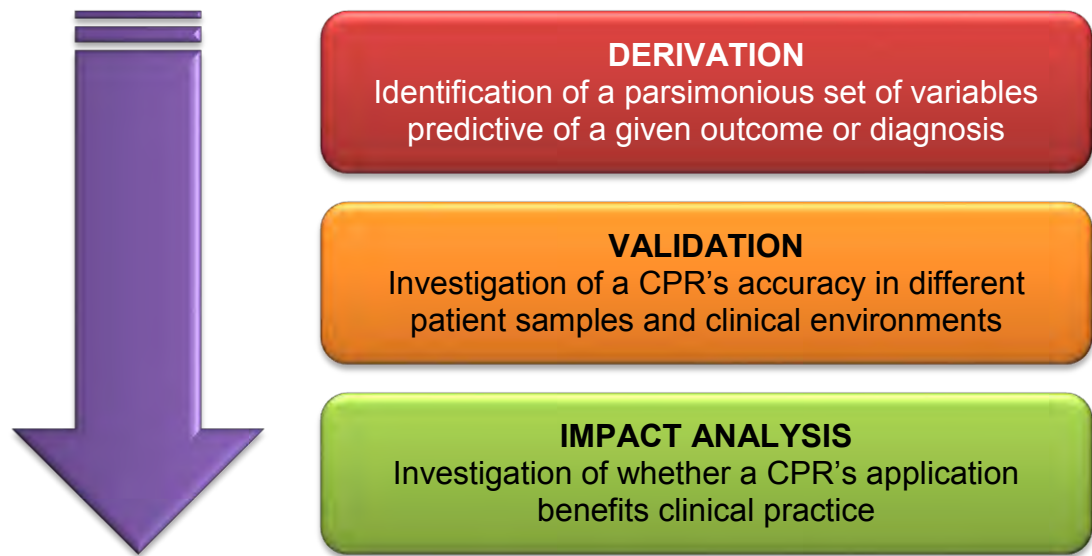 DERIVATION
Identification of a parsimonious set of variables
predictive of a given outcome or diagnosis
VALIDATION
Investigation of a CPR’s accuracy in different
patient samples and clinical environments
IMPACT ANALYSIS
Investigation of whether a CPR’s application
benefits clinical practice